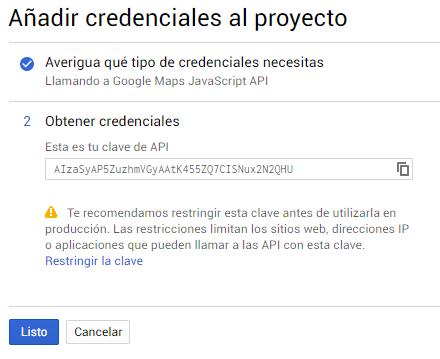 Añadir credenciales al proyecto
Averigua qué tipo de credenciales necesitas
Llamando a Google Maps JavaScript API
2 Obtener credenciales
Esta es tu clave de API
AIzaSyAP5ZuzhmVGyAAtK455ZQ7CISNux2N2QHU
Te recomendamos restringir esta clave antes de utilizarla en
producción. Las restricciones limitan los sitios web, direcciones IP
o aplicaciones que pueden llamar a las API con esta clave.
Restringir la clave
Listo Cancelar